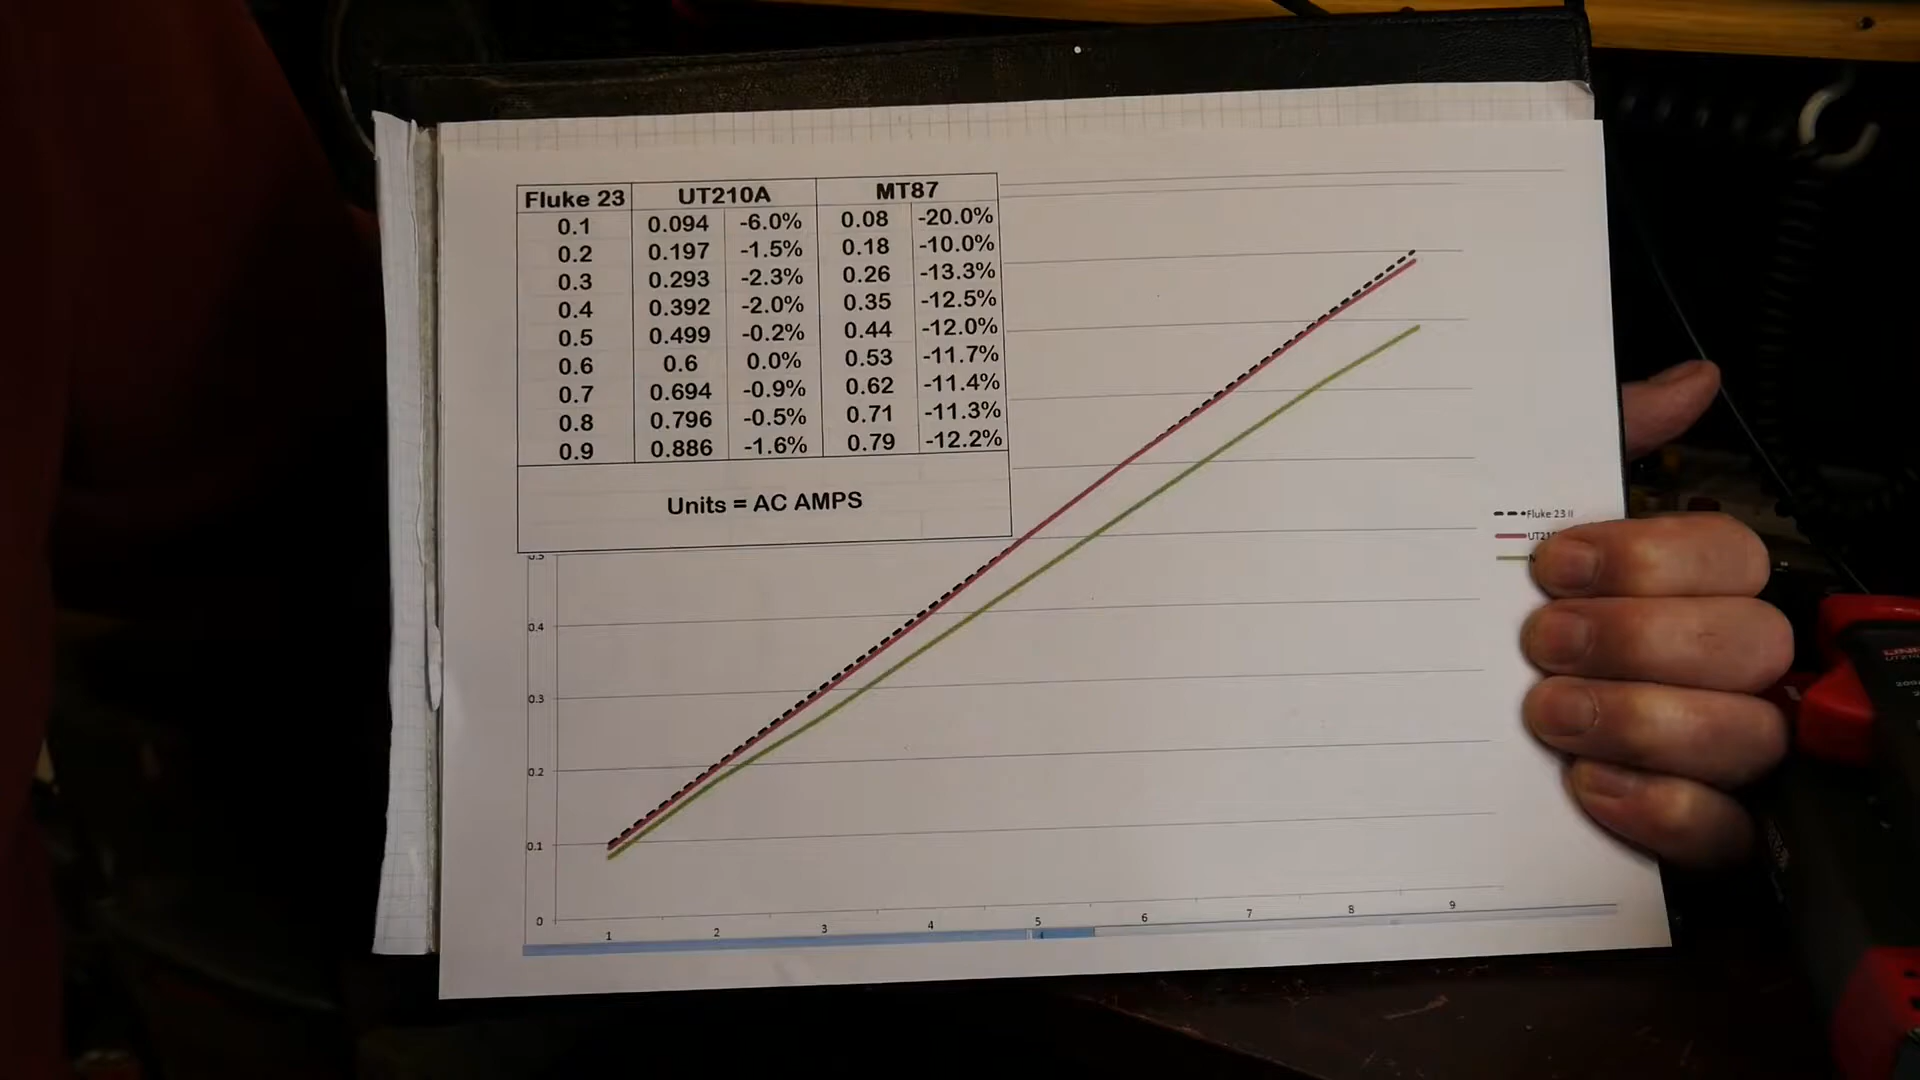 Fluke 23 UT210A MT87
0.1 0.094 -6.0% 0.08 -20.0%
0.2 0.197 -1.5% 0.18 -10.0%
0.3 0.293 -2.3% 0.26 -13.3%
0.4 0.392 -2.0% 0.35 -12.5%
0.5 0.499 -0.2% 0.44 -12.0%
0.6 0.6 0.0% 0.53 -11.7%
0.7 0.694 -0.9% 0.62 -11.4%
0.8 0.796 -0.5% 0.71 -11.3%
0.9 0.886 -1.6% 0.79 -12.2%
Units = AC AMPS
Fluke 23 II
0.4
0.3
0.2
0.1
0
1 2 3 4 5 6 7 8 9